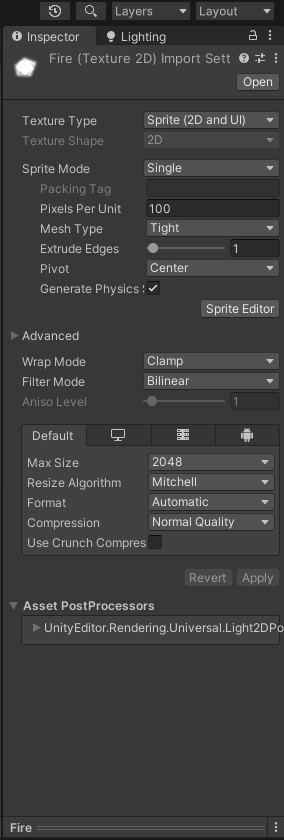 Layers Layout
Inspector Lighting
Fire (Texture 2D) Import Sett
Open
Texture Type Sprite (2D and UI)
Texture Shape 2D
Sprite Mode Single
Packing Tag
Pixels Per Unit 100
Mesh Type Tight
Extrude Edges 1
Pivot Center
Generate Physics S
Sprite Editor
Advanced
Wrap Mode Clamp
Filter Mode Bilinear
Aniso Level 1
Default
Max Size 2048
Resize Algorithm Mitchell
Format Automatic
Compression Normal Quality
Use Crunch Compres
Revert Apply
Asset PostProcessors
UnityEditor.Rendering.Universal.Light2DPo
Fire